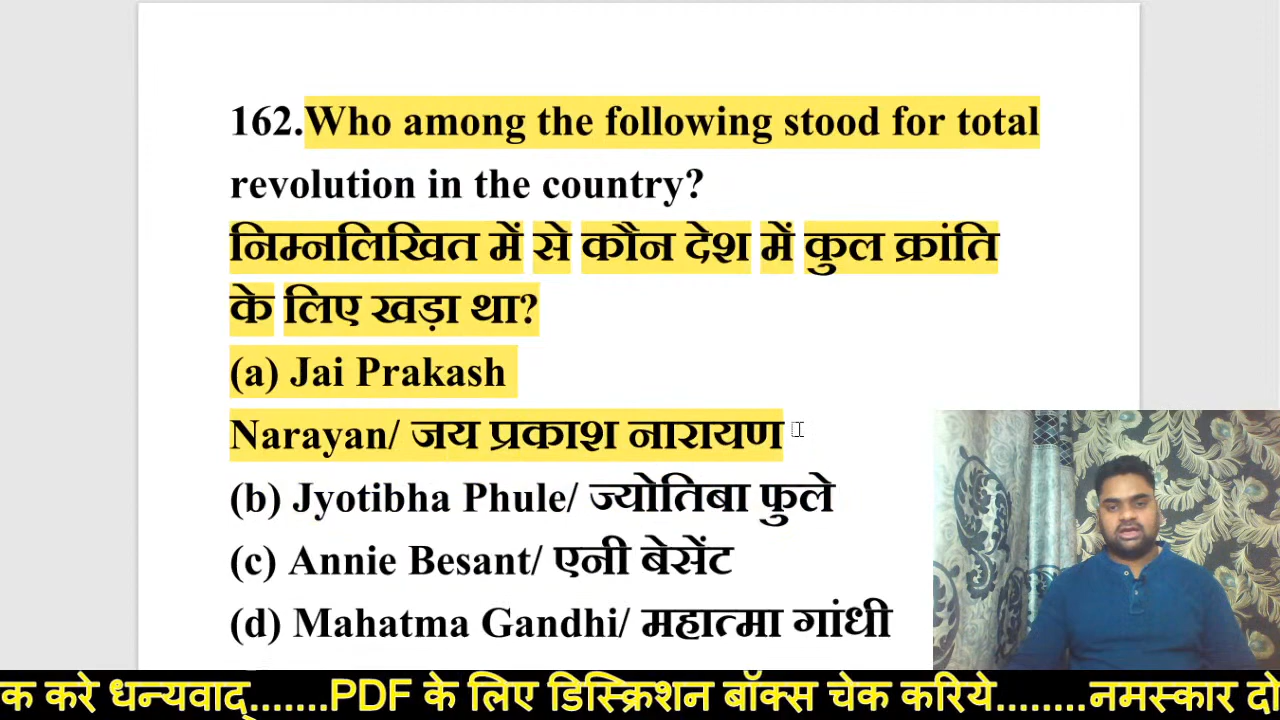 162.Who among the following stood for total
revolution in the country?
निम्नलिखित में से कौन देश में कुल क्रांति
के लिए खड़ा था?
(a) Jai Prakash
Narayan/ जय प्रकाश नारायण
(b) Jyotibha Phule/ ज्योतिबा फुले
(c) Annie Besant/ एनी बेसेंट
(d) Mahatma Gandhi/ महात्मा गांधी
क करे धन्यवाद्.......PDF के लिए डिस्क्रिशन बॉक्स चेक करिये........नमस्कार दो